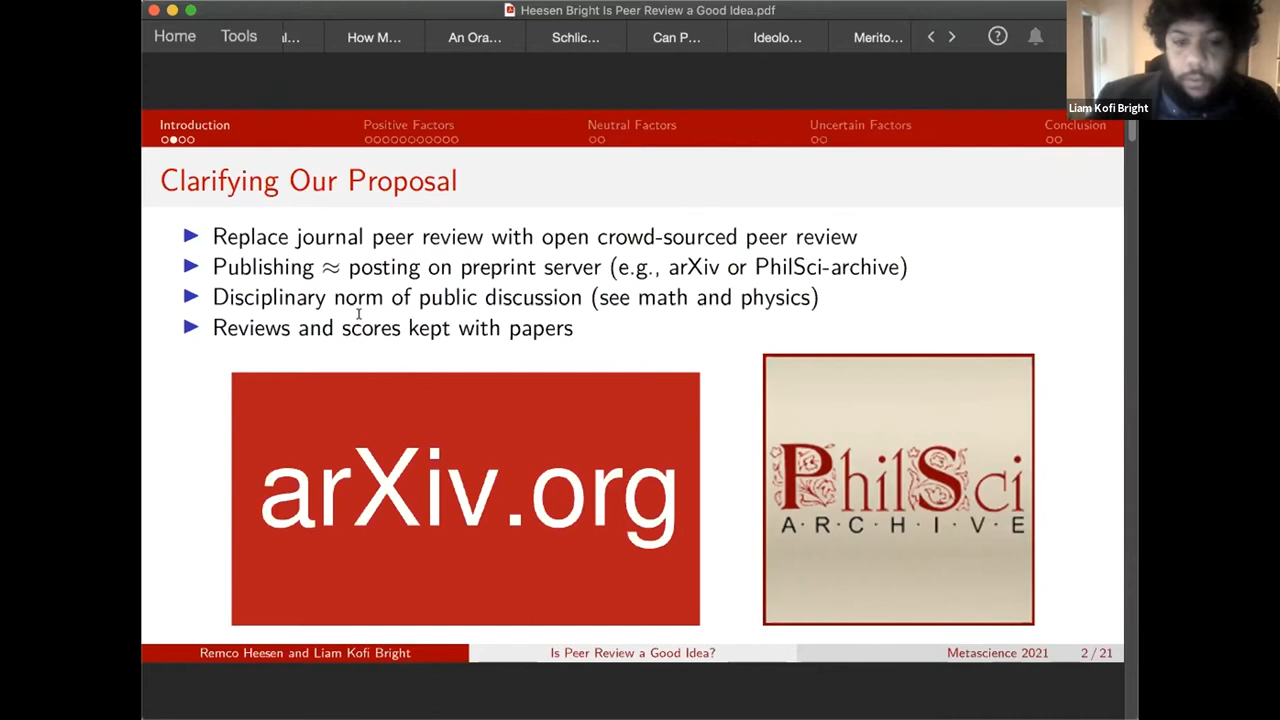 Heesen Bright Is Peer Review a Good Idea.pdf
Home Tools l... How M... An Ora... Schlic... Can P... Ideolo... Merito...
Liam Kofi Bright
Introduction Positive Factors Neutral Factors Uncertain Factors Conclusion
Clarifying Our Proposal
Replace journal peer review with open crowd-sourced peer review
Publishing ≈ posting on preprint server (e.g., arXiv or PhilSci-archive)
Disciplinary norm of public discussion (see math and physics)
Reviews and scores kept with papers
arXiv.org
PhilSci
A·R·C·H·I·V·E
Remco Heesen and Liam Kofi Bright Is Peer Review a Good Idea? Metascience 2021 2 / 21